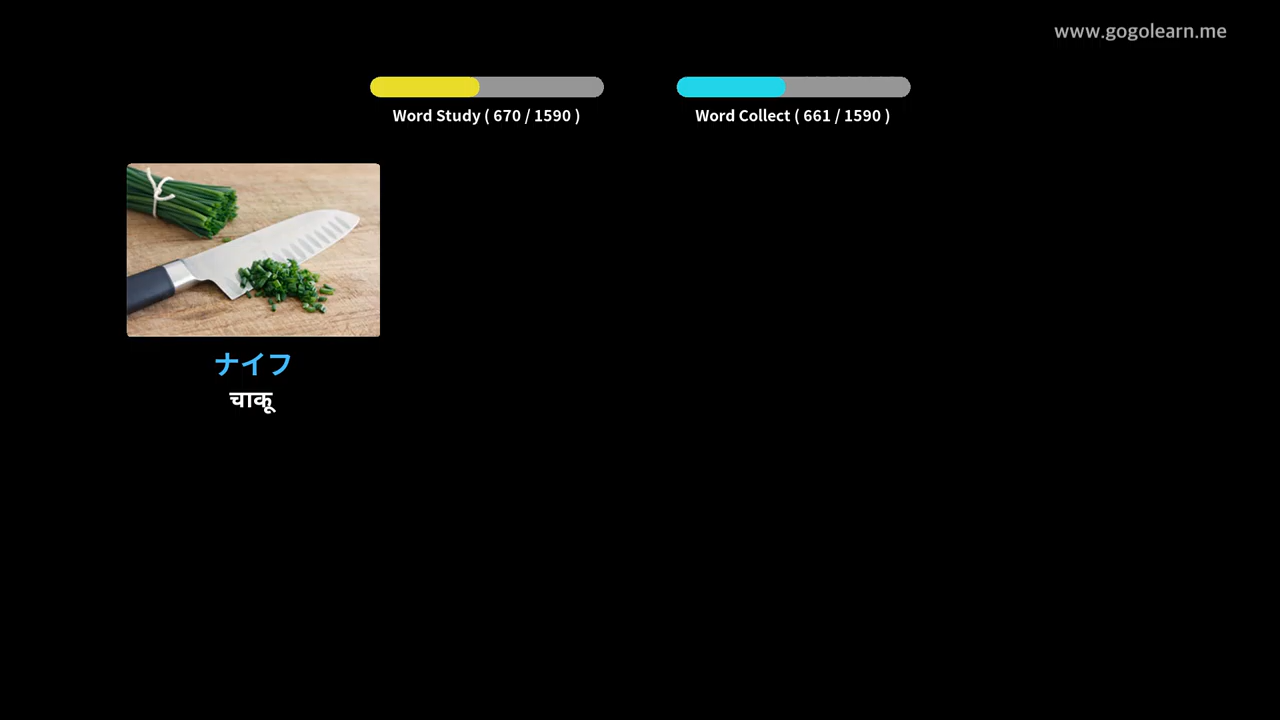 www.gogolearn.me
Word Study ( 670 / 1590 )
Word Collect ( 661 / 1590 )
ナイフ
चाकू